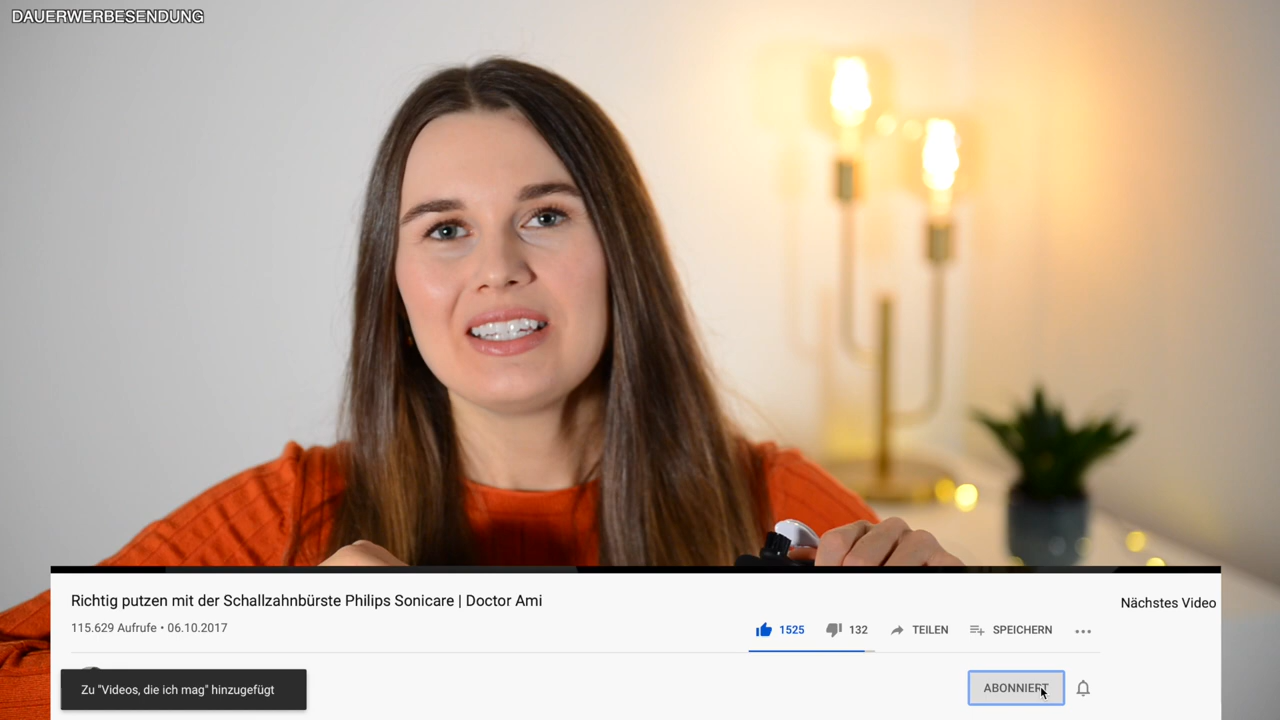 DAUERWERBESENDUNG
Richtig putzen mit der Schallzahnbürste Philips Sonicare | Doctor Ami
Nächstes Video
115.629 Aufrufe • 06.10.2017
1525
132
TEILEN
SPEICHERN
Zu "Videos, die ich mag" hinzugefügt
ABONNIERT